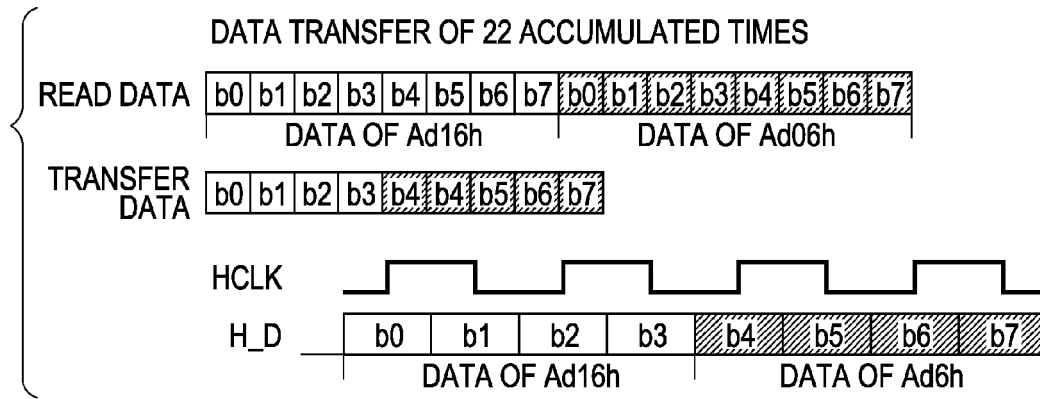 DATA TRANSFER OF 22 ACCUMULATED TIMES
READ DATA b0 b1 b2 b3 b4 b5 b6 b7 b0 b1 b2 b3 b4 b5 b6 b7
DATA OF Ad16h DATA OF Ad06h
TRANSFER
DATA b0 b1 b2 b3 b4 b4 b5 b6 b7
HCLK
H_D b0 b1 b2 b3 b4 b5 b6 b7
DATA OF Ad16h DATA OF Ad6h